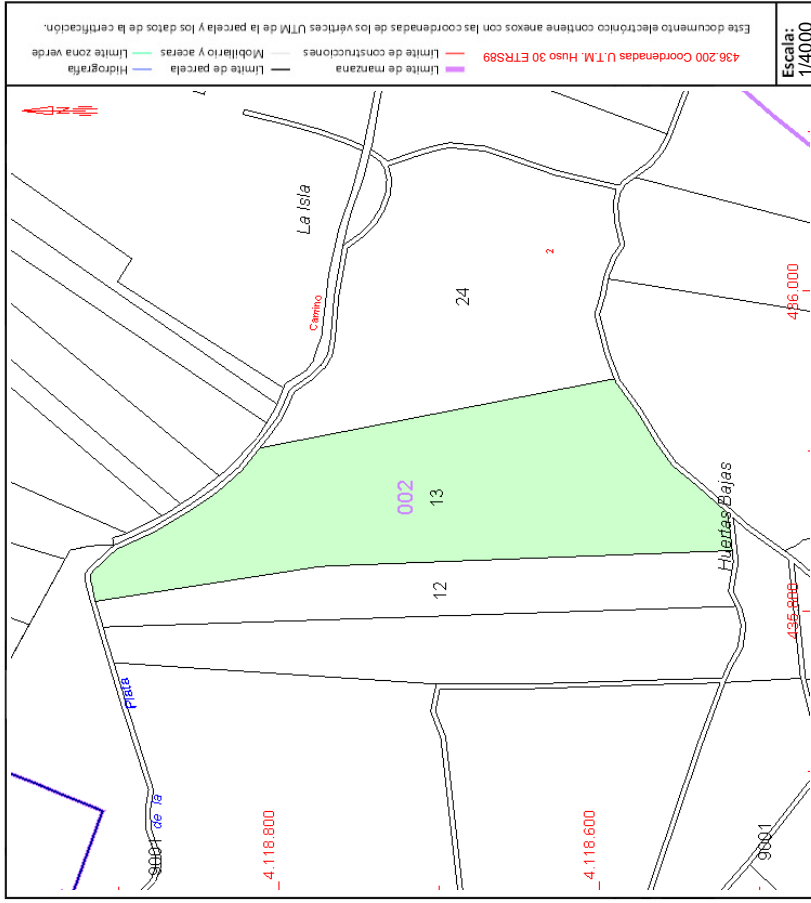 Este documento electrónico contiene anexos con las coordenadas de los vértices UTM de la parcela y los datos de la certificación.
436.200 Coordenadas U.T.M. Huso 30 ETRS89
Límite de manzana
Límite de parcela
Límite de construcciones
Mobiliario y aceras
Límite zona verde
Hidrografía
Escala:
1/4000
N
La Isla
Camino
2
24
436.000
002
13
Huertas Bajas
12
435.800
Plata
de la
9001
4.118.800
4.118.600
9001